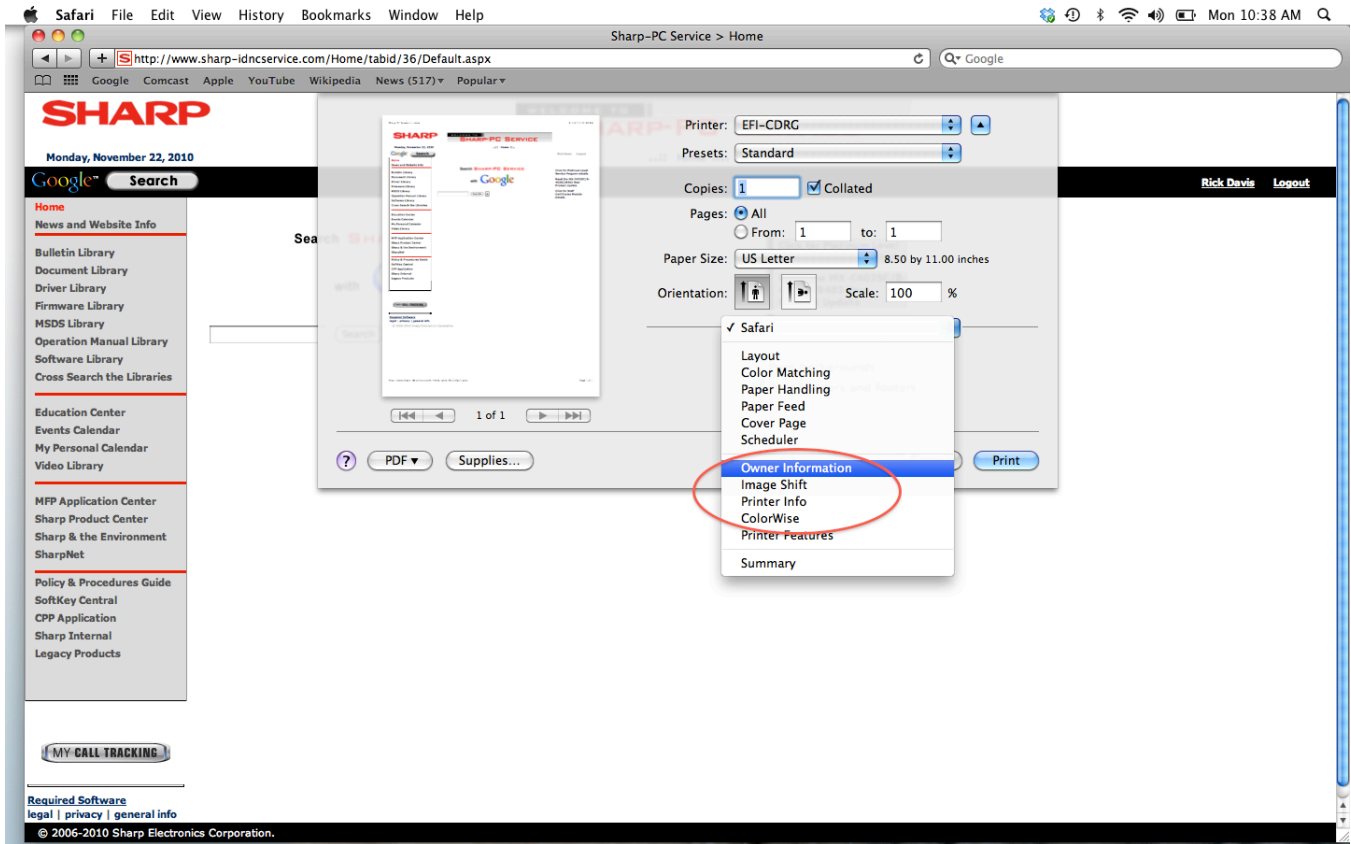 Safari File Edit View History Bookmarks Window Help Mon 10:38 AM
Sharp-PC Service > Home
http://www.sharp-idncservice.com/Home/tabid/36/Default.aspx Google
Google Comcast Apple YouTube Wikipedia News (517) Popular
SHARP
Monday, November 22, 2010
Google™ Search
Rick Davis Logout
Home
News and Website Info
Bulletin Library
Document Library
Driver Library
Firmware Library
MSDS Library
Operation Manual Library
Software Library
Cross Search the Libraries
Education Center
Events Calendar
My Personal Calendar
Video Library
MFP Application Center
Sharp Product Center
Sharp & the Environment
SharpNet
Policy & Procedures Guide
SoftKey Central
CPP Application
Sharp Internal
Legacy Products
MY CALL TRACKING
Required Software
legal | privacy | general info
© 2006-2010 Sharp Electronics Corporation.
SHARP
SHARP-PC SERVICE
Google
1 of 1
? PDF Supplies...
Printer: EFI-CDRG
Presets: Standard
Copies: 1 Collated
Pages: All
From: 1 to: 1
Paper Size: US Letter 8.50 by 11.00 inches
Orientation: Scale: 100 %
✓ Safari
Layout
Color Matching
Paper Handling
Paper Feed
Cover Page
Scheduler
Owner Information
Image Shift
Printer Info
ColorWise
Printer Features
Summary
Print